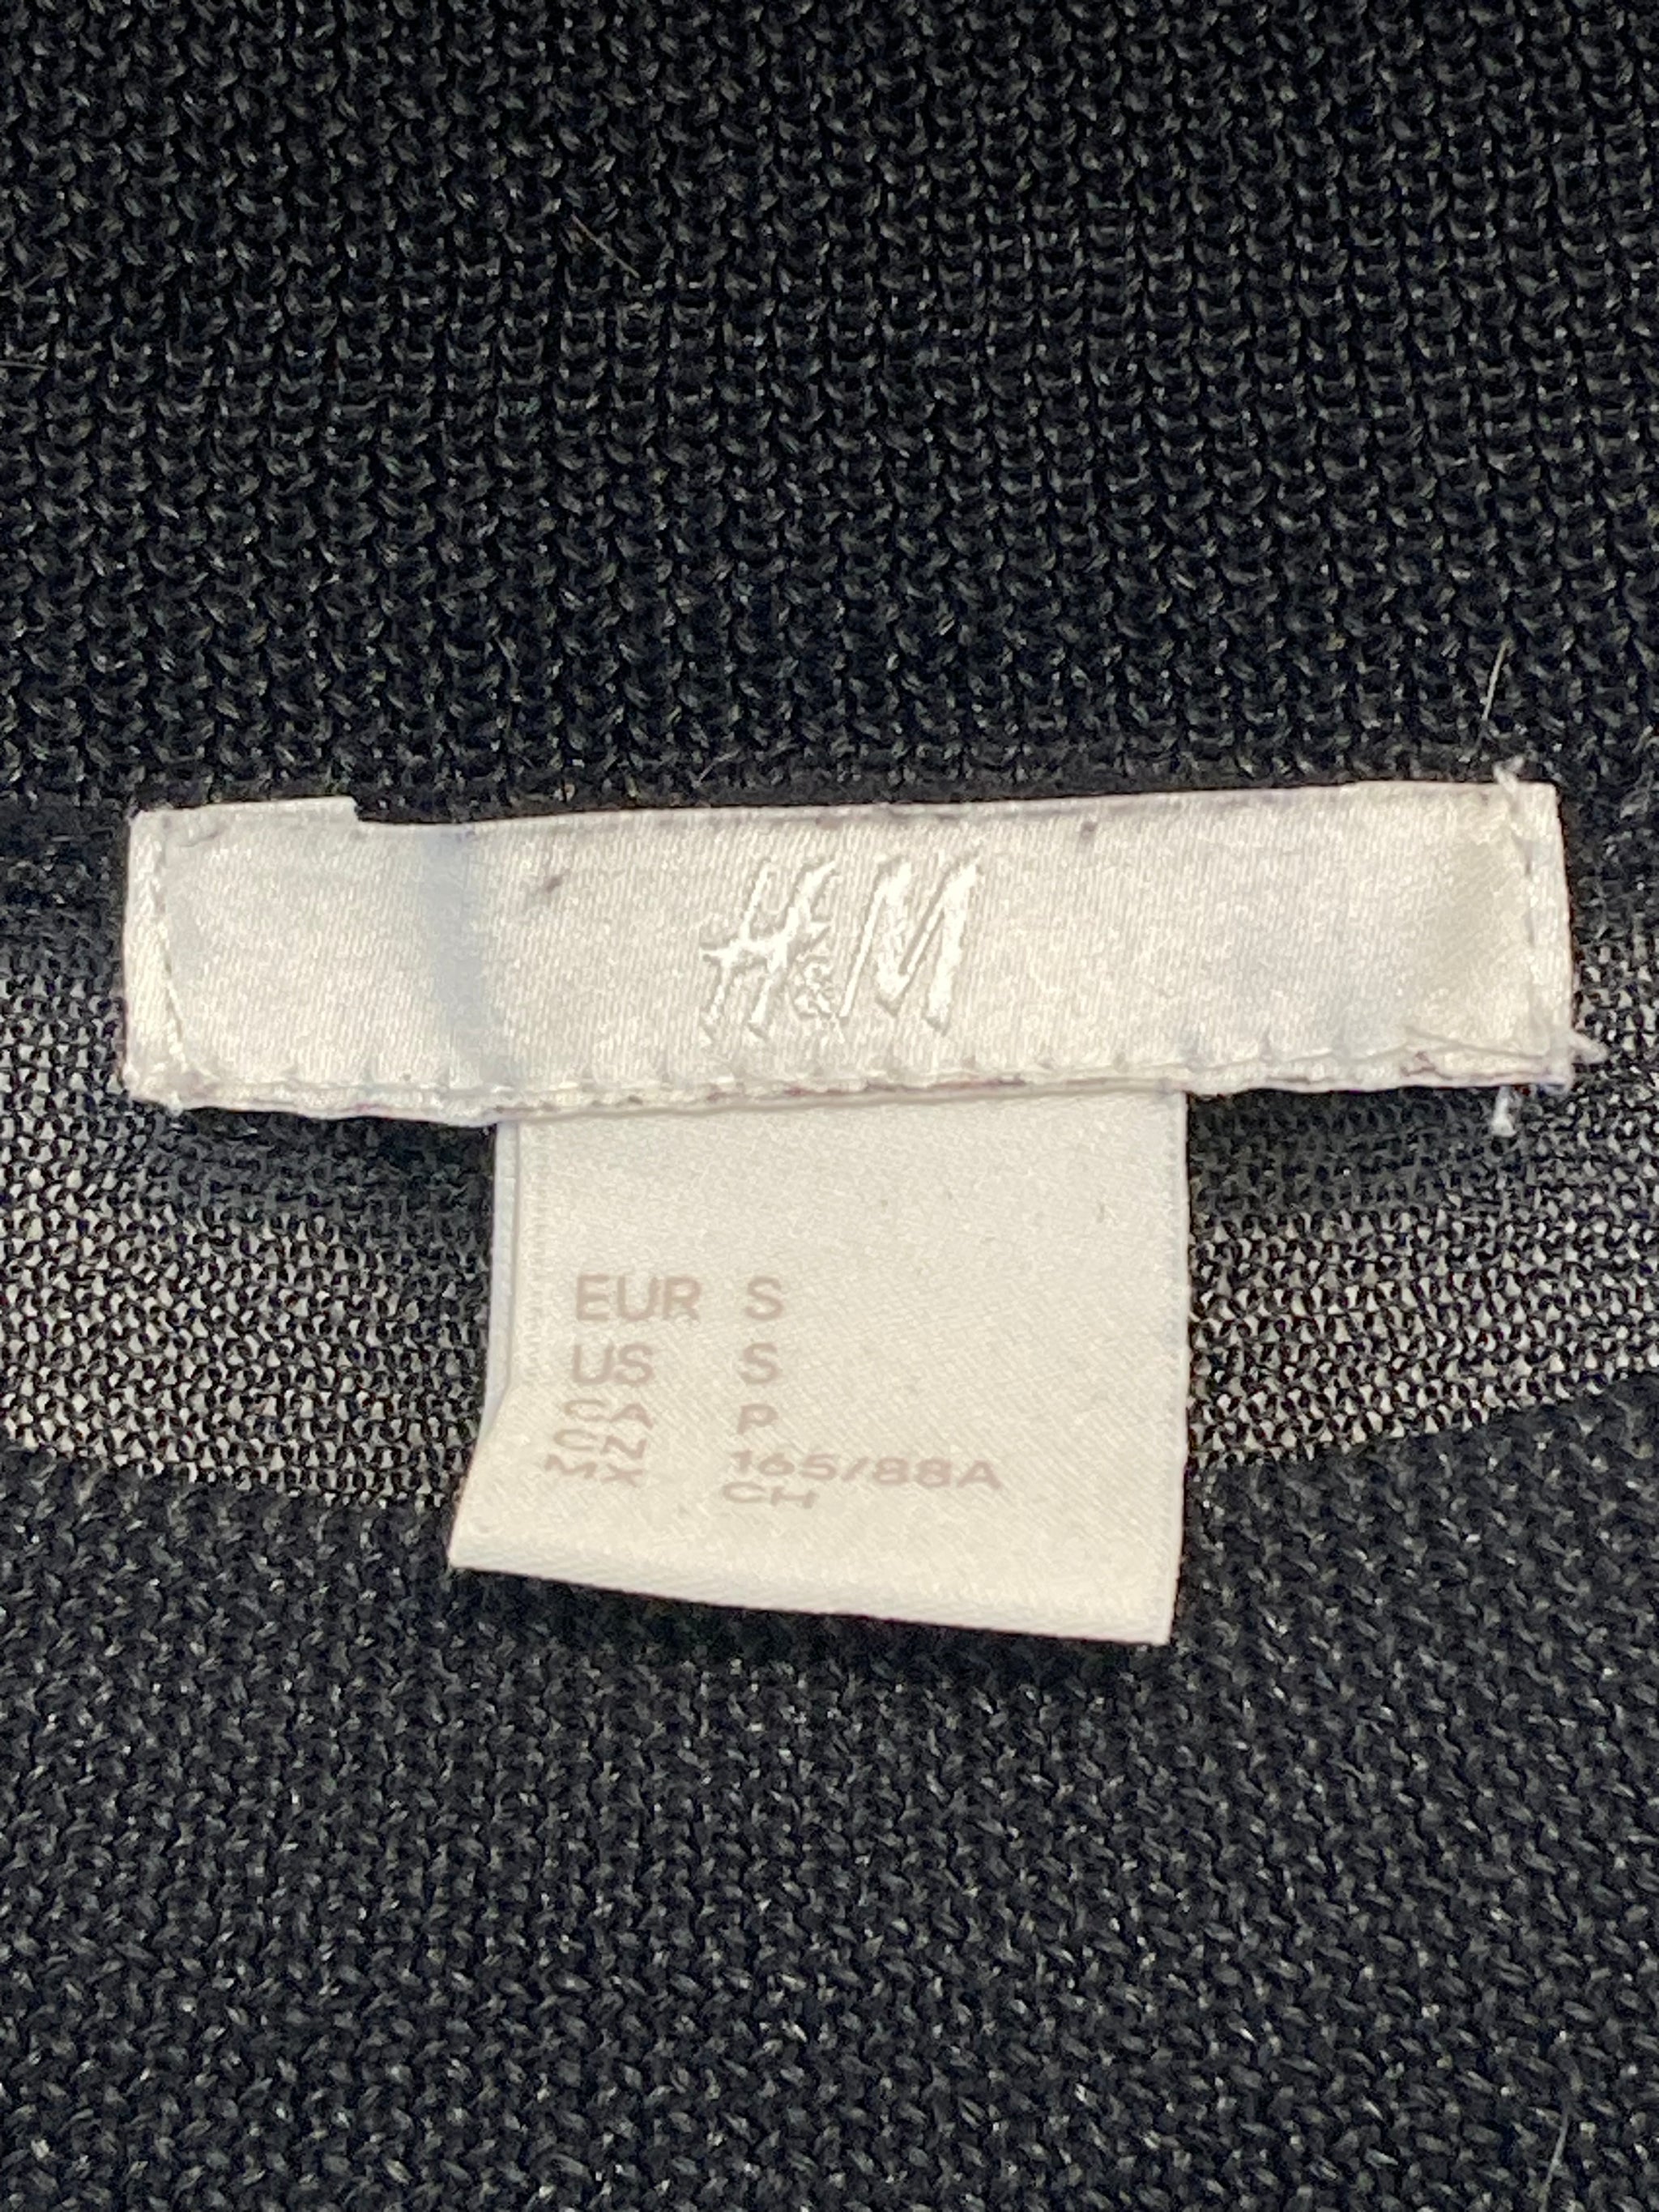 H&M
EUR S
US S
CA P
CN 165/88A
MX CH